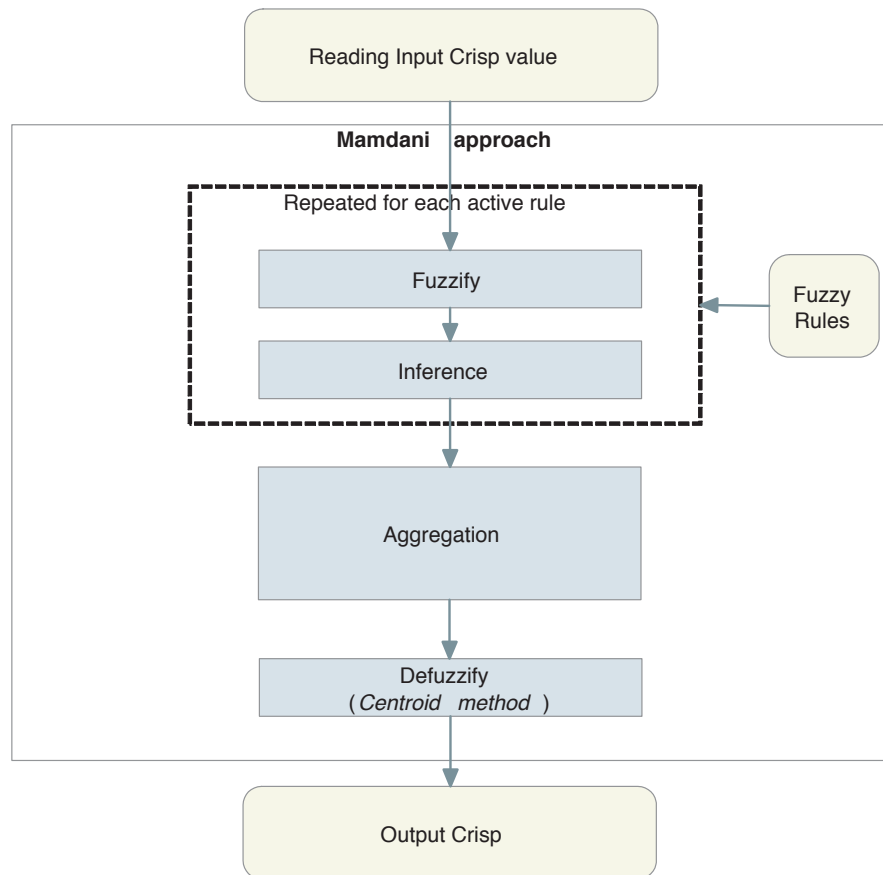 Reading Input Crisp value
Mamdani approach
Repeated for each active rule
Fuzzify
Fuzzy
Rules
Inference
Aggregation
Defuzzify
(Centroid method )
Output Crisp